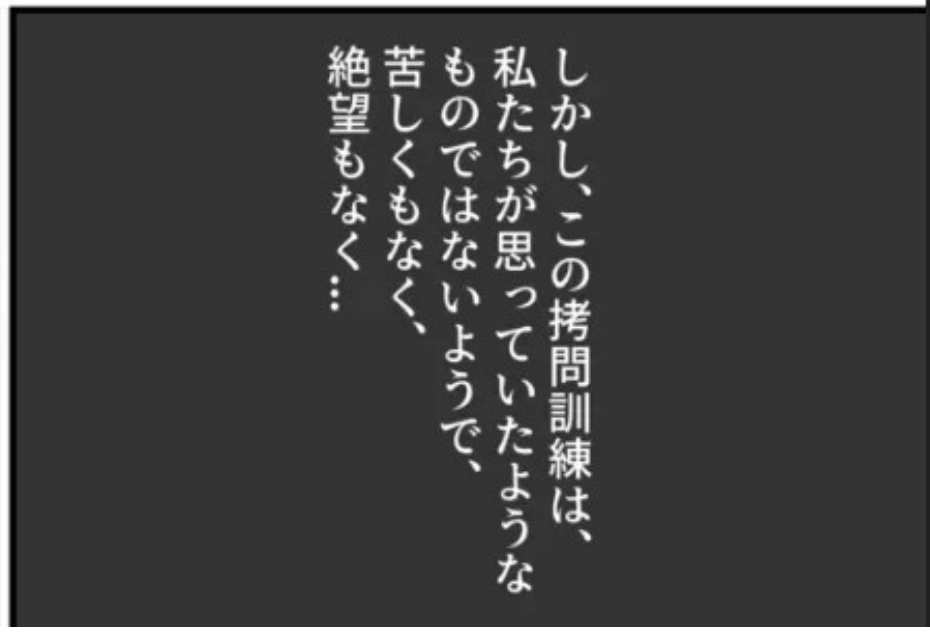 しかし、この拷問訓練は、
私たちが思っていたような
ものではないようで、
苦しくもなく、
絶望もなく…